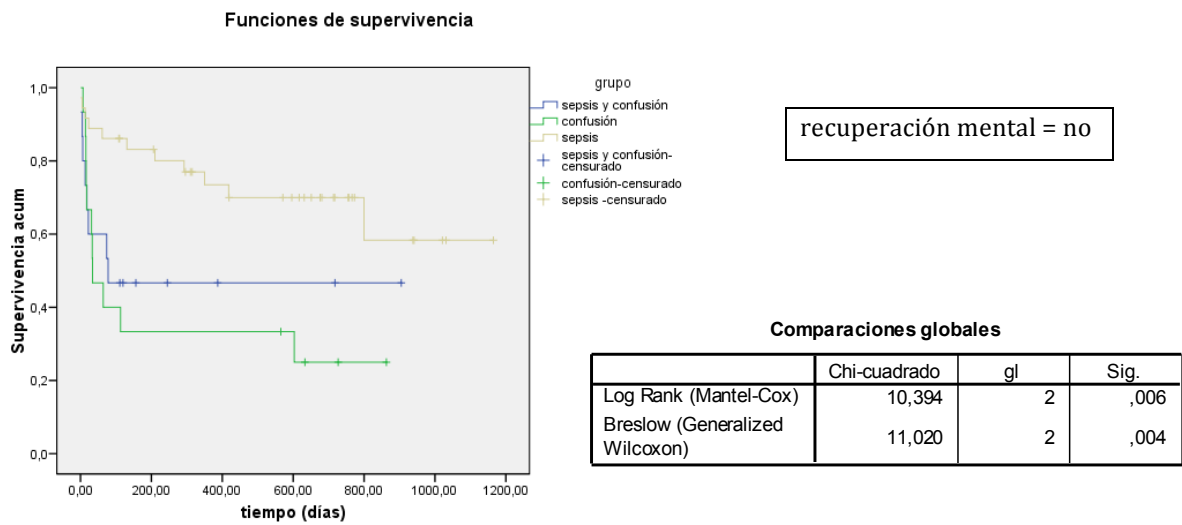 Funciones de supervivencia
Supervivencia acum
1,0
0,8
0,6
0,4
0,2
0,0
0,00
200,00
400,00
600,00
800,00
1000,00
1200,00
tiempo (días)
grupo
sepsis y confusión
confusión
sepsis
sepsis y confusión-
censurado
confusión-censurado
sepsis -censurado
recuperación mental = no
Comparaciones globales
Chi-cuadrado gl Sig.
Log Rank (Mantel-Cox) 10,394 2 ,006
Breslow (Generalized
Wilcoxon) 11,020 2 ,004